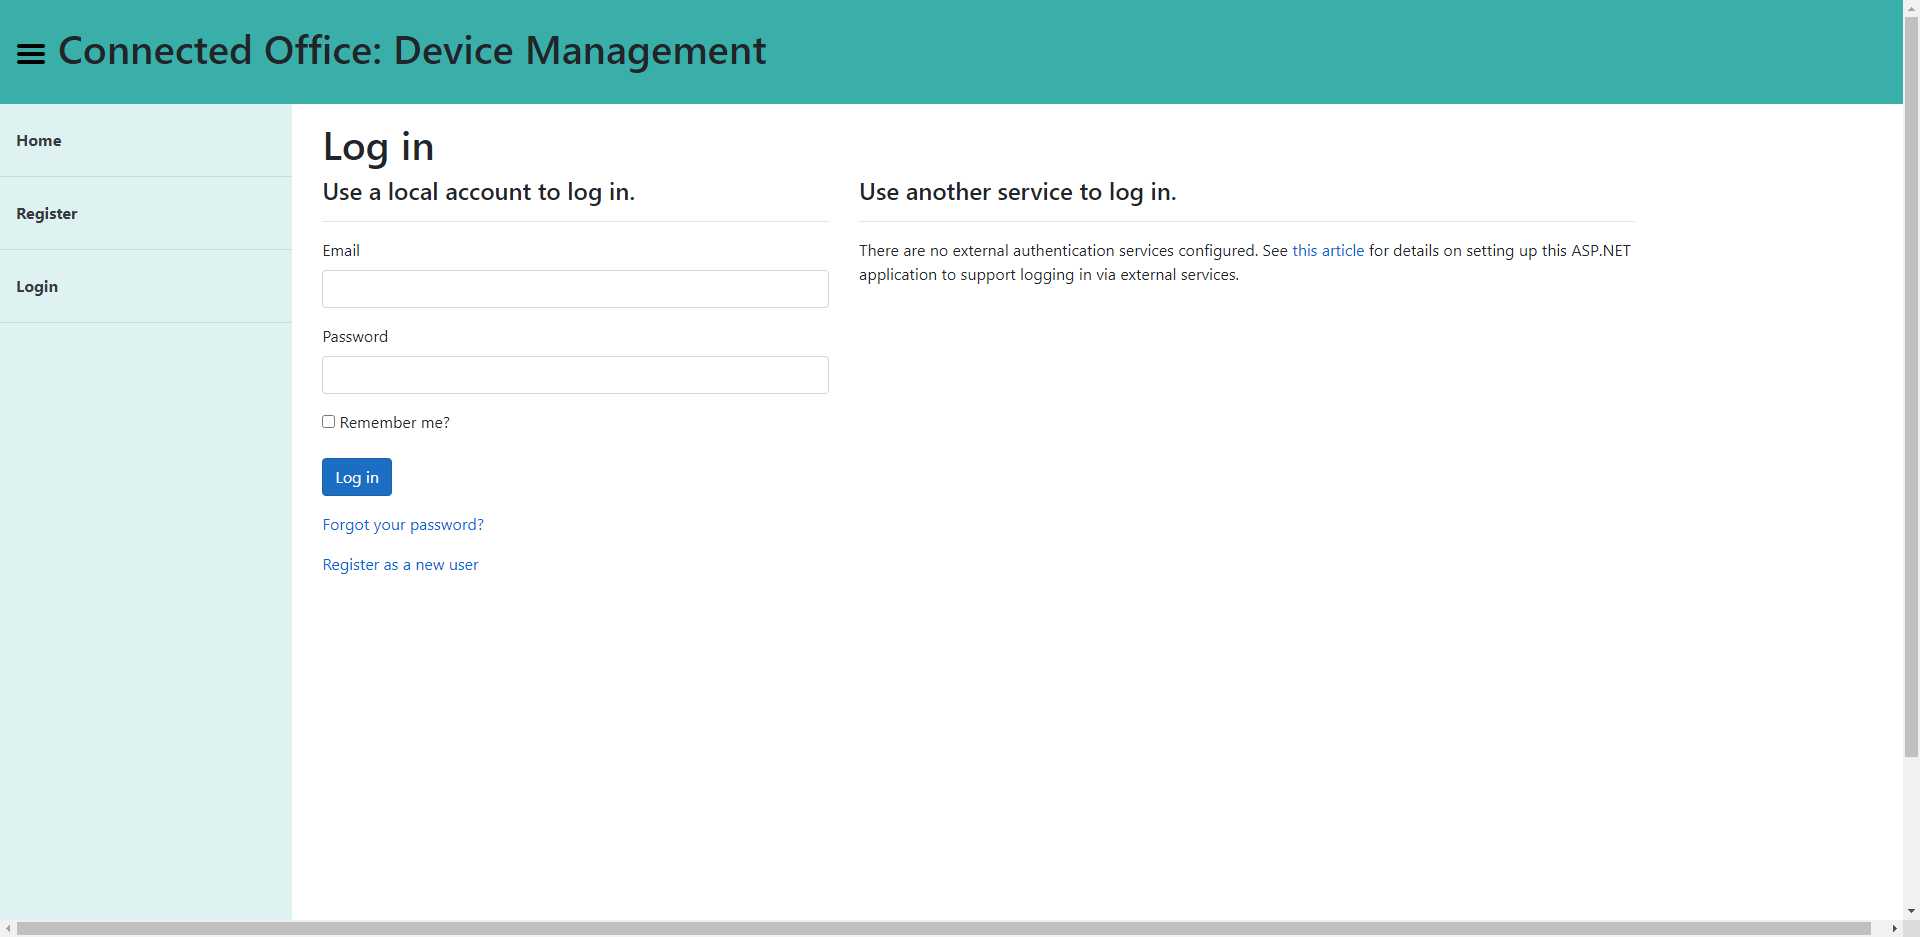 Connected Office: Device Management
Home
Register
Login
Log in
Use a local account to log in.
Email
Password
Remember me?
Log in
Forgot your password?
Register as a new user
Use another service to log in.
There are no external authentication services configured. See this article for details on setting up this ASP.NET
application to support logging in via external services.